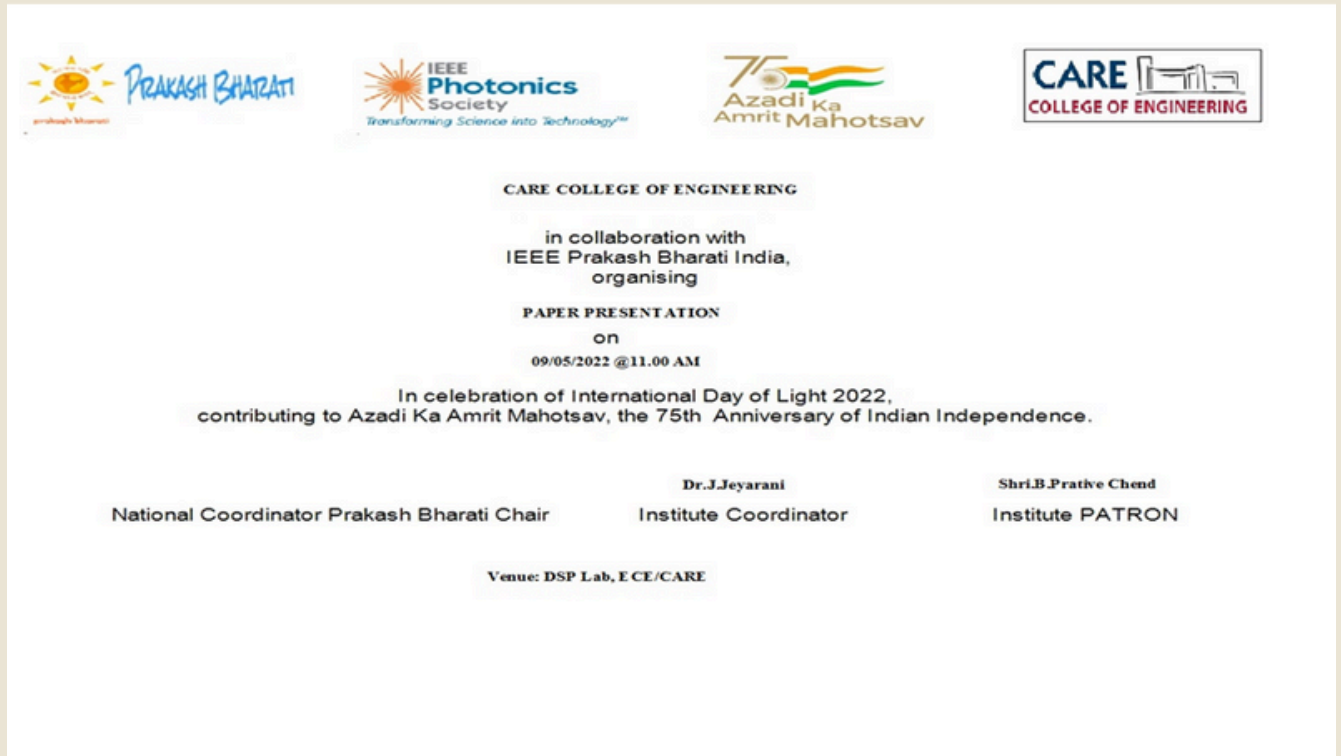 PRAKASH BHARATI
prakash bharati
IEEE
Photonics
Society
Transforming Science into Technology™
75
Azadi Ka
Amrit Mahotsav
CARE
COLLEGE OF ENGINEERING
CARE COLLEGE OF ENGINEERING
in collaboration with
IEEE Prakash Bharati India,
organising
PAPER PRESENTATION
on
09/05/2022 @11.00 AM
In celebration of International Day of Light 2022,
contributing to Azadi Ka Amrit Mahotsav, the 75th Anniversary of Indian Independence.
Dr.J.Jeyarani
Shri.B.Prative Chend
National Coordinator Prakash Bharati Chair
Institute Coordinator
Institute PATRON
Venue: DSP Lab, ECE/CARE